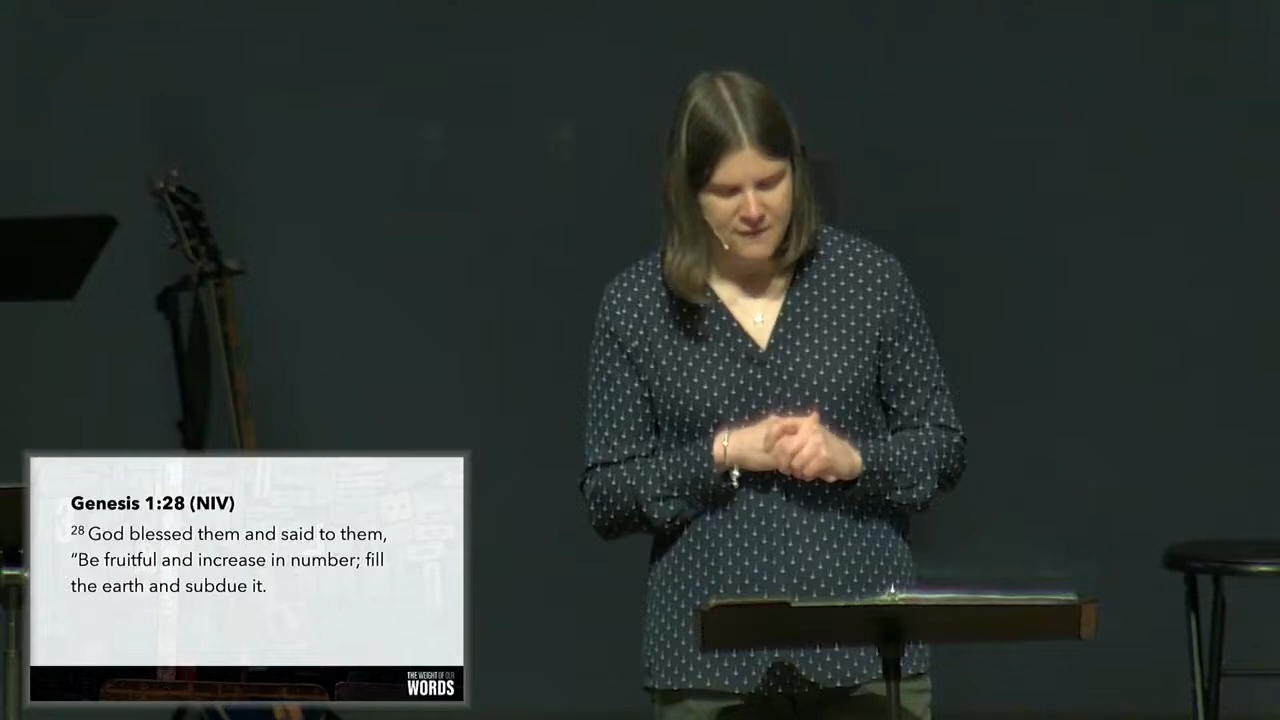 Genesis 1:28 (NIV)
28 God blessed them and said to them,
“Be fruitful and increase in number; fill
the earth and subdue it.
THE WEIGHT OF OUR
WORDS